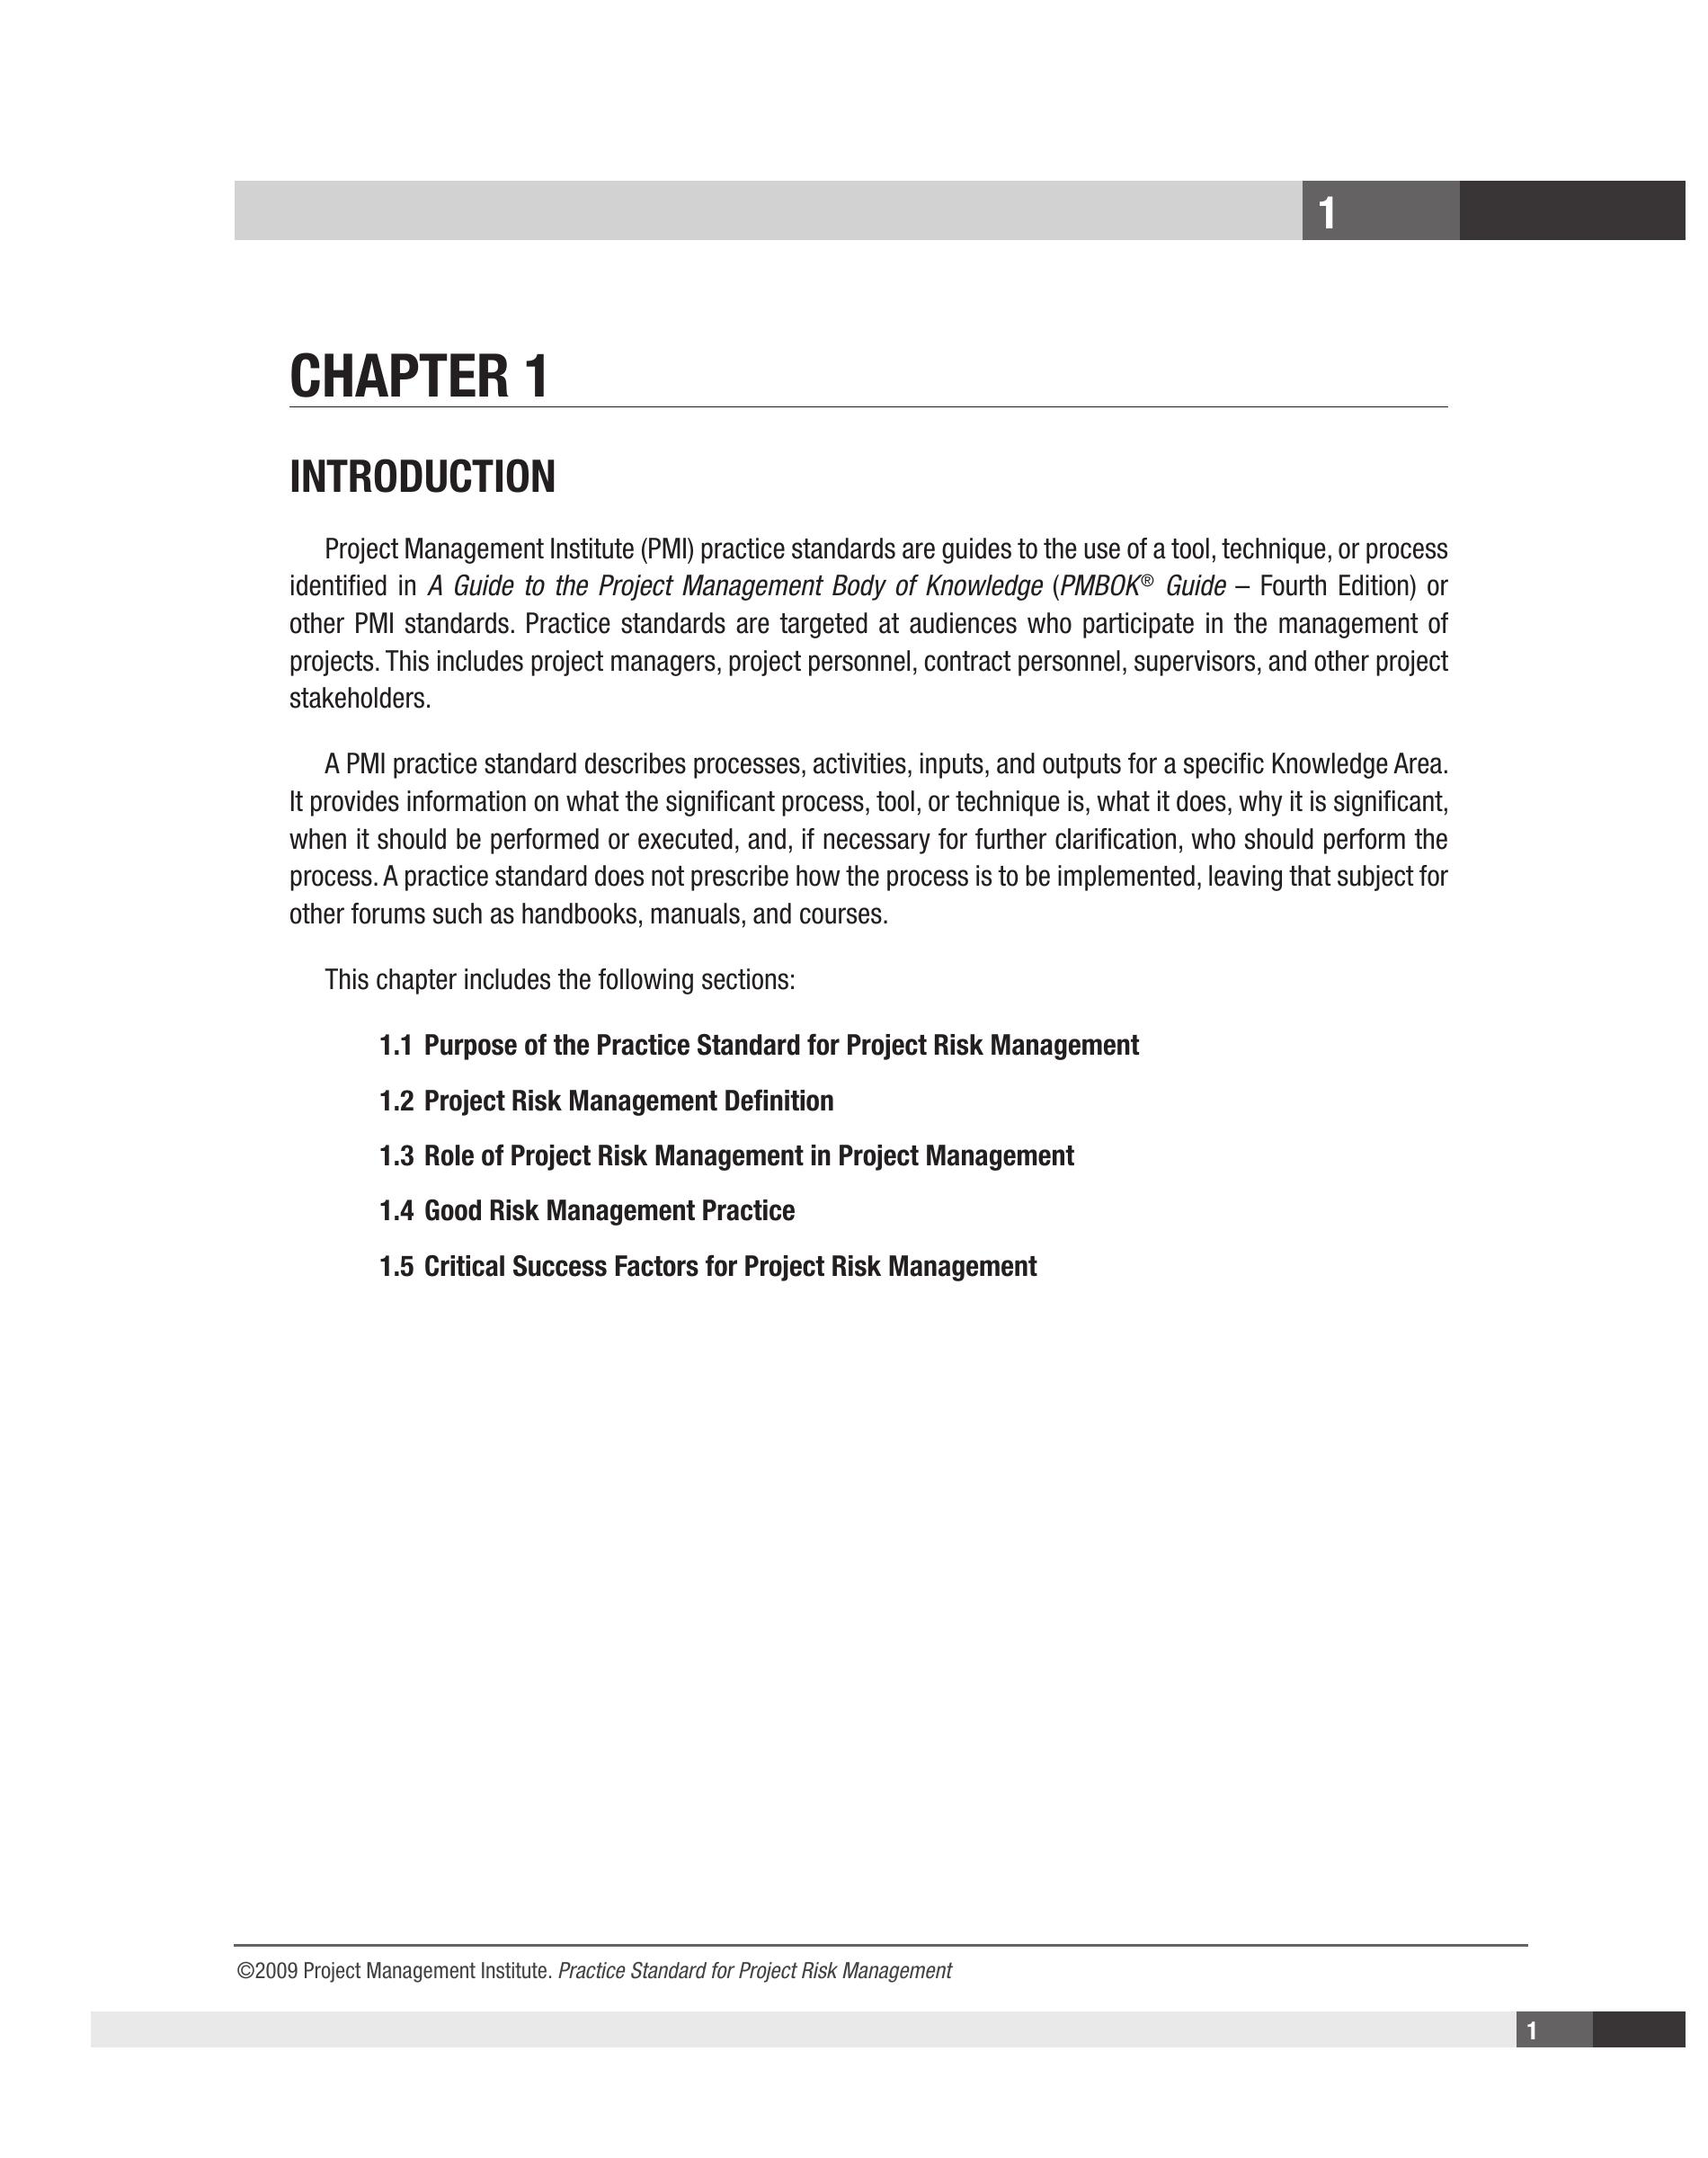 1
CHAPTER 1
INTRODUCTION
Project Management Institute (PMI) practice standards are guides to the use of a tool, technique, or process
identified in A Guide to the Project Management Body of Knowledge (PMBOK® Guide – Fourth Edition) or
other PMI standards. Practice standards are targeted at audiences who participate in the management of
projects. This includes project managers, project personnel, contract personnel, supervisors, and other project
stakeholders.
A PMI practice standard describes processes, activities, inputs, and outputs for a specific Knowledge Area.
It provides information on what the significant process, tool, or technique is, what it does, why it is significant,
when it should be performed or executed, and, if necessary for further clarification, who should perform the
process. A practice standard does not prescribe how the process is to be implemented, leaving that subject for
other forums such as handbooks, manuals, and courses.
This chapter includes the following sections:
1.1 Purpose of the Practice Standard for Project Risk Management
1.2 Project Risk Management Definition
1.3 Role of Project Risk Management in Project Management
1.4 Good Risk Management Practice
1.5 Critical Success Factors for Project Risk Management
©2009 Project Management Institute. Practice Standard for Project Risk Management
1